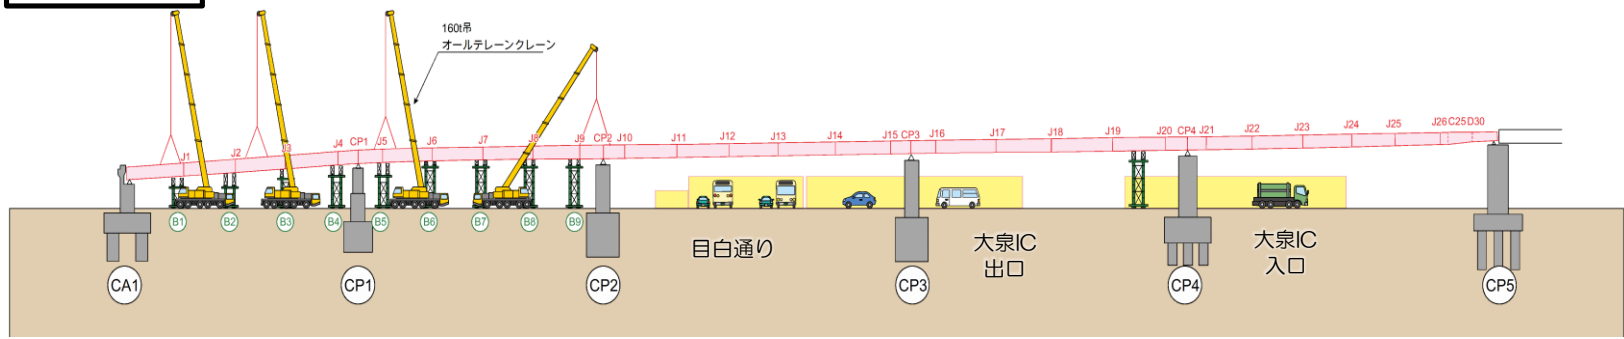 160t吊
オールテレーンクレーン
J1 J2 J3 J4 CP1 J5 J6 J7 J8 J9 CP2 J10 J11 J12 J13 J14 J15 CP3 J16 J17 J18 J19 J20 CP4 J21 J22 J23 J24 J25 J26 C25 D30
B1 B2 B3 B4 B5 B6 B7 B8 B9
目白通り
大泉IC
出口
大泉IC
入口
CA1 CP1 CP2 CP3 CP4 CP5